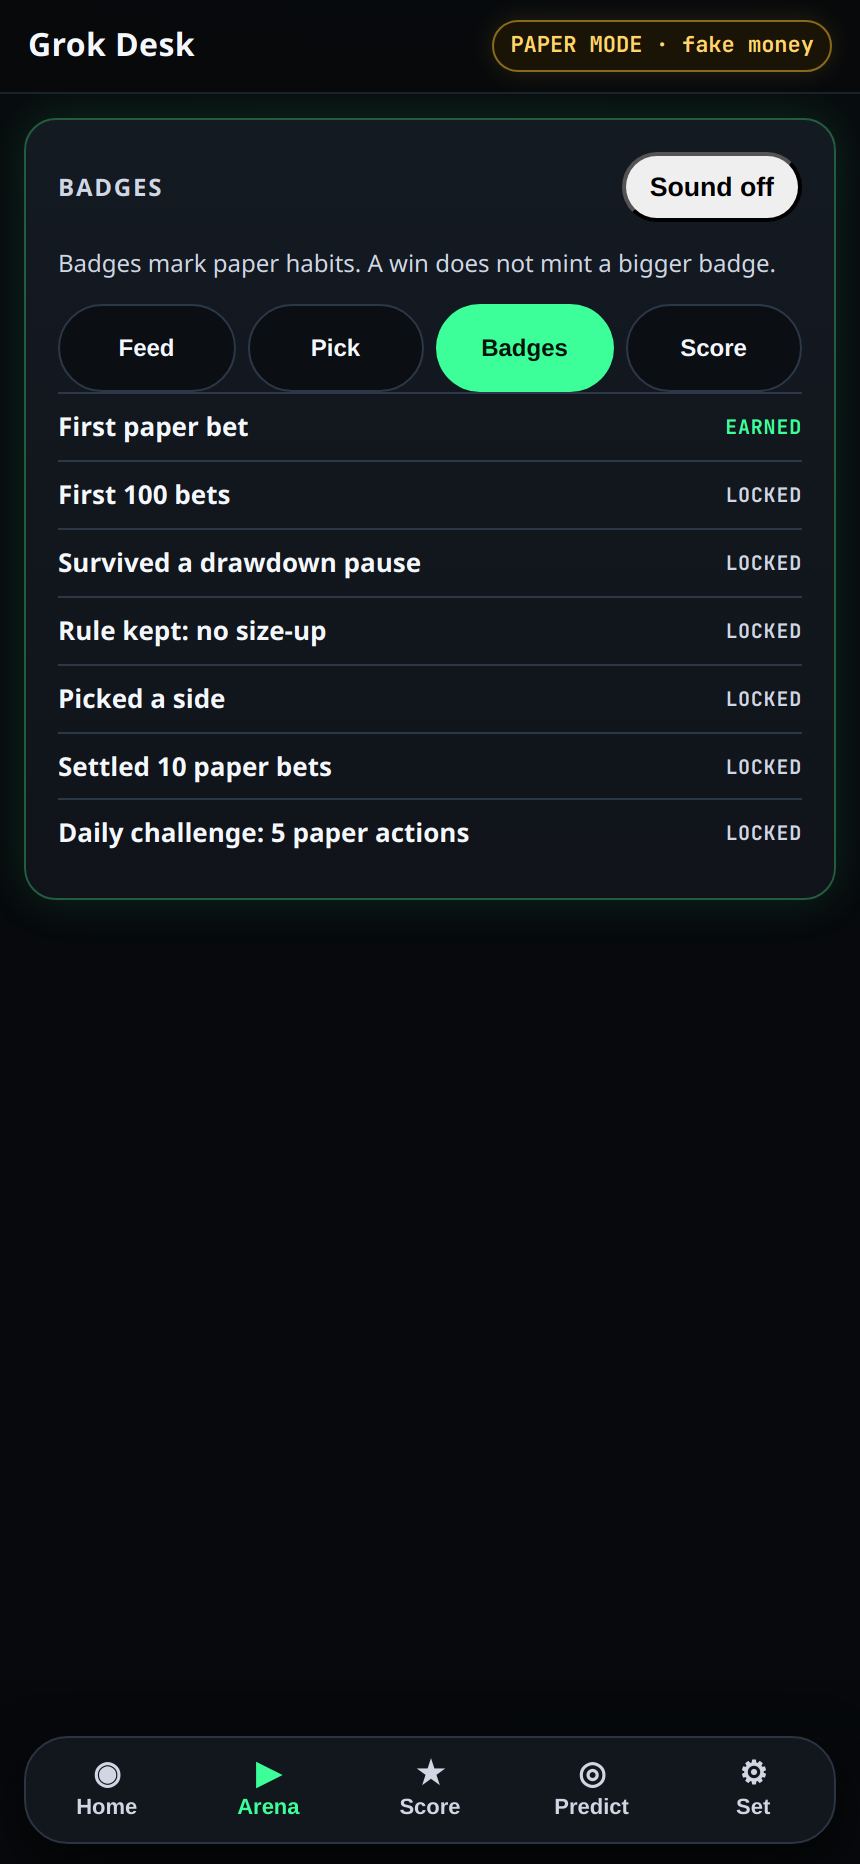 Grok Desk
PAPER MODE · fake money
BADGES
Sound off
Badges mark paper habits. A win does not mint a bigger badge.
Feed
Pick
Badges
Score
First paper bet
EARNED
First 100 bets
LOCKED
Survived a drawdown pause
LOCKED
Rule kept: no size-up
LOCKED
Picked a side
LOCKED
Settled 10 paper bets
LOCKED
Daily challenge: 5 paper actions
LOCKED
Home
Arena
Score
Predict
Set